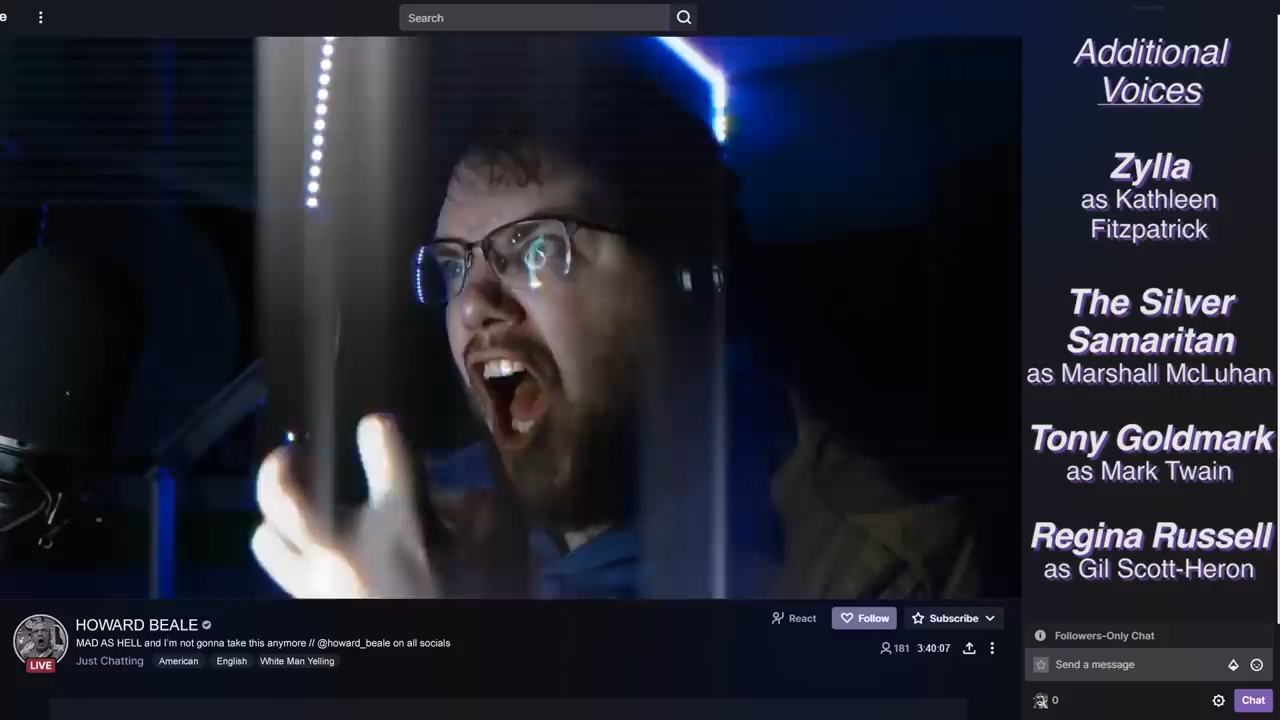 e
Search
Additional
Voices
Zylla
as Kathleen
Fitzpatrick
The Silver
Samaritan
as Marshall McLuhan
Tony Goldmark
as Mark Twain
Regina Russell
as Gil Scott-Heron
HOWARD BEALE
MAD AS HELL and I'm not gonna take this anymore // @howard_beale on all socials
Just Chatting American English White Man Yelling
LIVE
React Follow Subscribe
181 3:40:07
Followers-Only Chat
Send a message
0 Chat